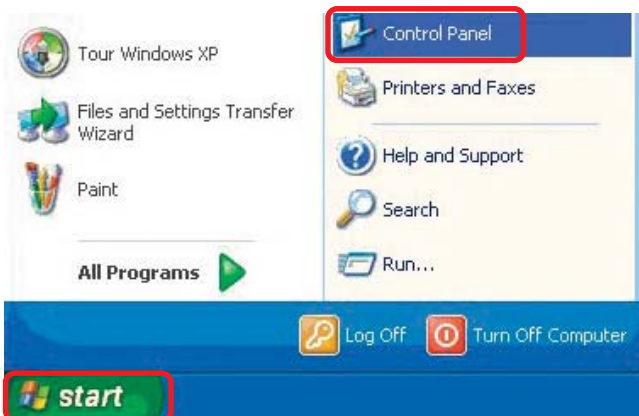 Tour Windows XP
Files and Settings Transfer
Wizard
Paint
All Programs
Control Panel
Printers and Faxes
Help and Support
Search
Run...
Log Off
Turn Off Computer
start